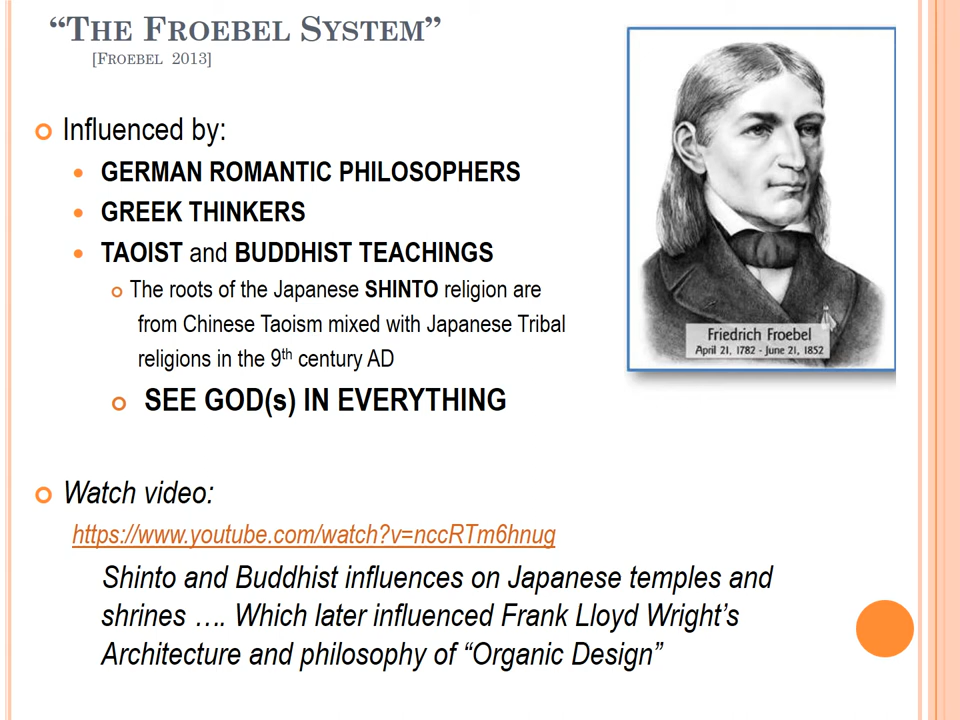 “THE FROEBEL SYSTEM”
[FROEBEL 2013]
Influenced by:
GERMAN ROMANTIC PHILOSOPHERS
GREEK THINKERS
TAOIST and BUDDHIST TEACHINGS
The roots of the Japanese SHINTO religion are
from Chinese Taoism mixed with Japanese Tribal
religions in the 9th century AD
SEE GOD(s) IN EVERYTHING
Friedrich Froebel
April 21, 1782 - June 21, 1852
Watch video:
https://www.youtube.com/watch?v=nccRTm6hnug
Shinto and Buddhist influences on Japanese temples and
shrines …. Which later influenced Frank Lloyd Wright’s
Architecture and philosophy of “Organic Design”